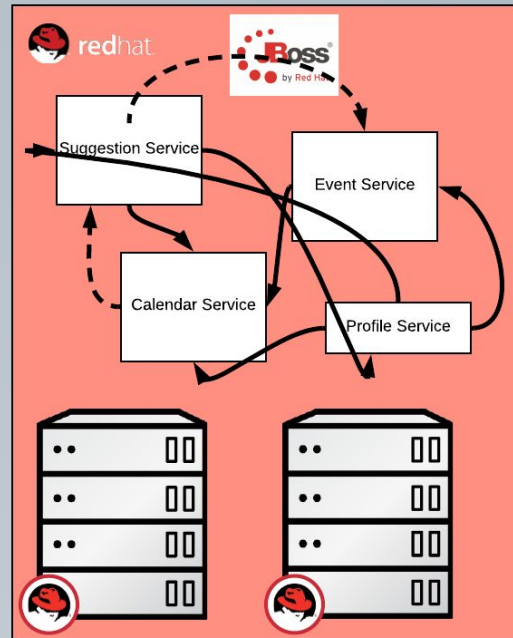 redhat.
JBoss
by Red Hat
Suggestion Service
Event Service
Calendar Service
Profile Service